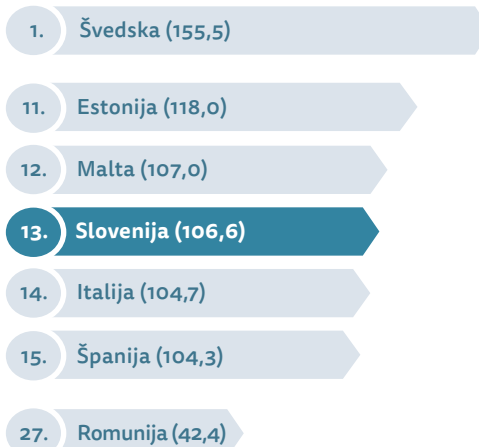 1. Švedska (155,5)
11. Estonija (118,0)
12. Malta (107,0)
13. Slovenija (106,6)
14. Italija (104,7)
15. Španija (104,3)
27. Romunija (42,4)